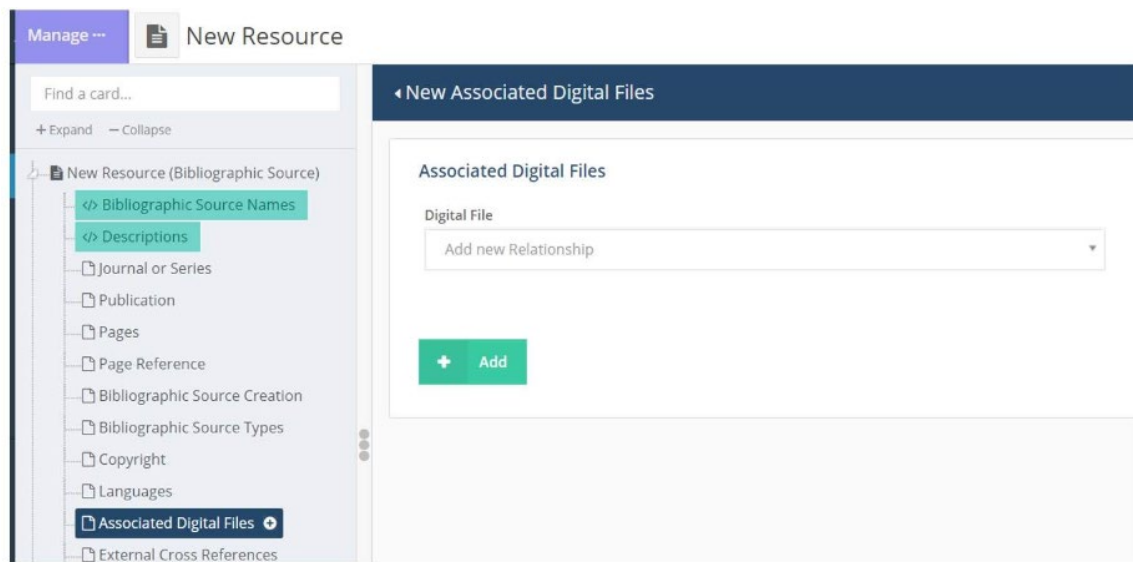 Manage ···
New Resource
Find a card...
+ Expand – Collapse
New Resource (Bibliographic Source)
</> Bibliographic Source Names
</> Descriptions
Journal or Series
Publication
Pages
Page Reference
Bibliographic Source Creation
Bibliographic Source Types
Copyright
Languages
Associated Digital Files
External Cross References
New Associated Digital Files
Associated Digital Files
Digital File
Add new Relationship
+ Add